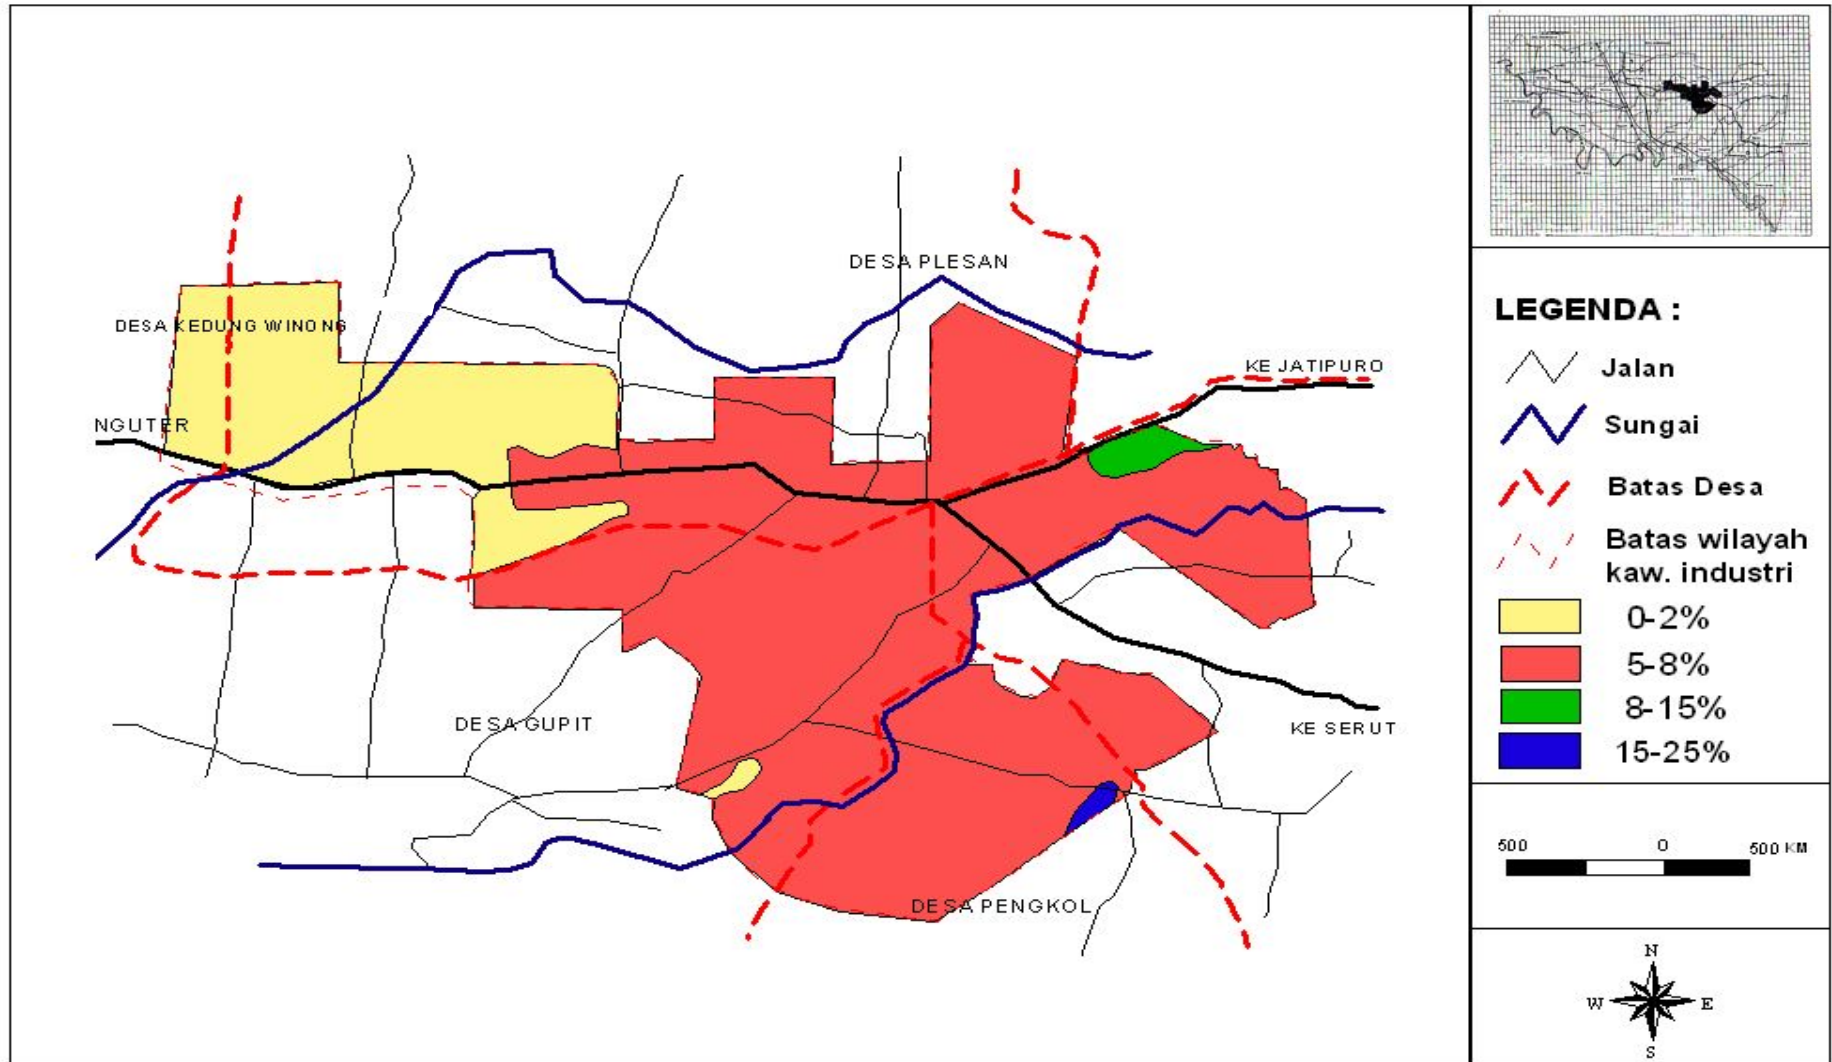 DESA PLESAN
DESA KEDUNG WINONG
KE JATIPURO
NGUTER
DESA GUPIT
KE SERUT
DESA PENGKOL
LEGENDA :
Jalan
Sungai
Batas Desa
Batas wilayah
kaw. industri
0-2%
5-8%
8-15%
15-25%
500 0 500 KM
N
W E
S